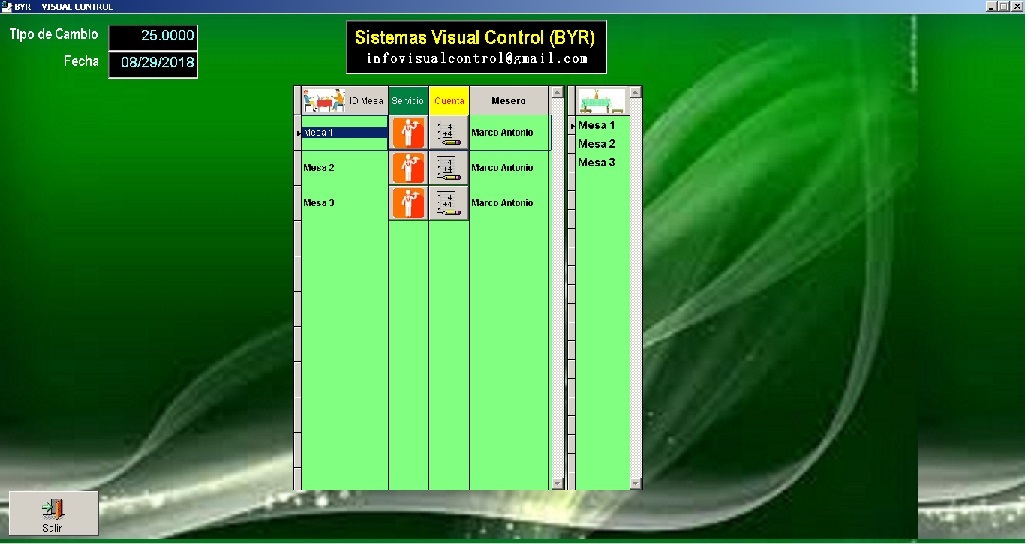 BYR - VISUAL CONTROL
Tipo de Cambio 25.0000
Fecha 08/29/2018
Sistemas Visual Control (BYR)
infovisualcontrol@gmail.com
ID Mesa Servicio Cuenta Mesero
Mesa 1 Marco Antonio
Mesa 2 Marco Antonio
Mesa 3 Marco Antonio
Mesa 1
Mesa 2
Mesa 3
Salir